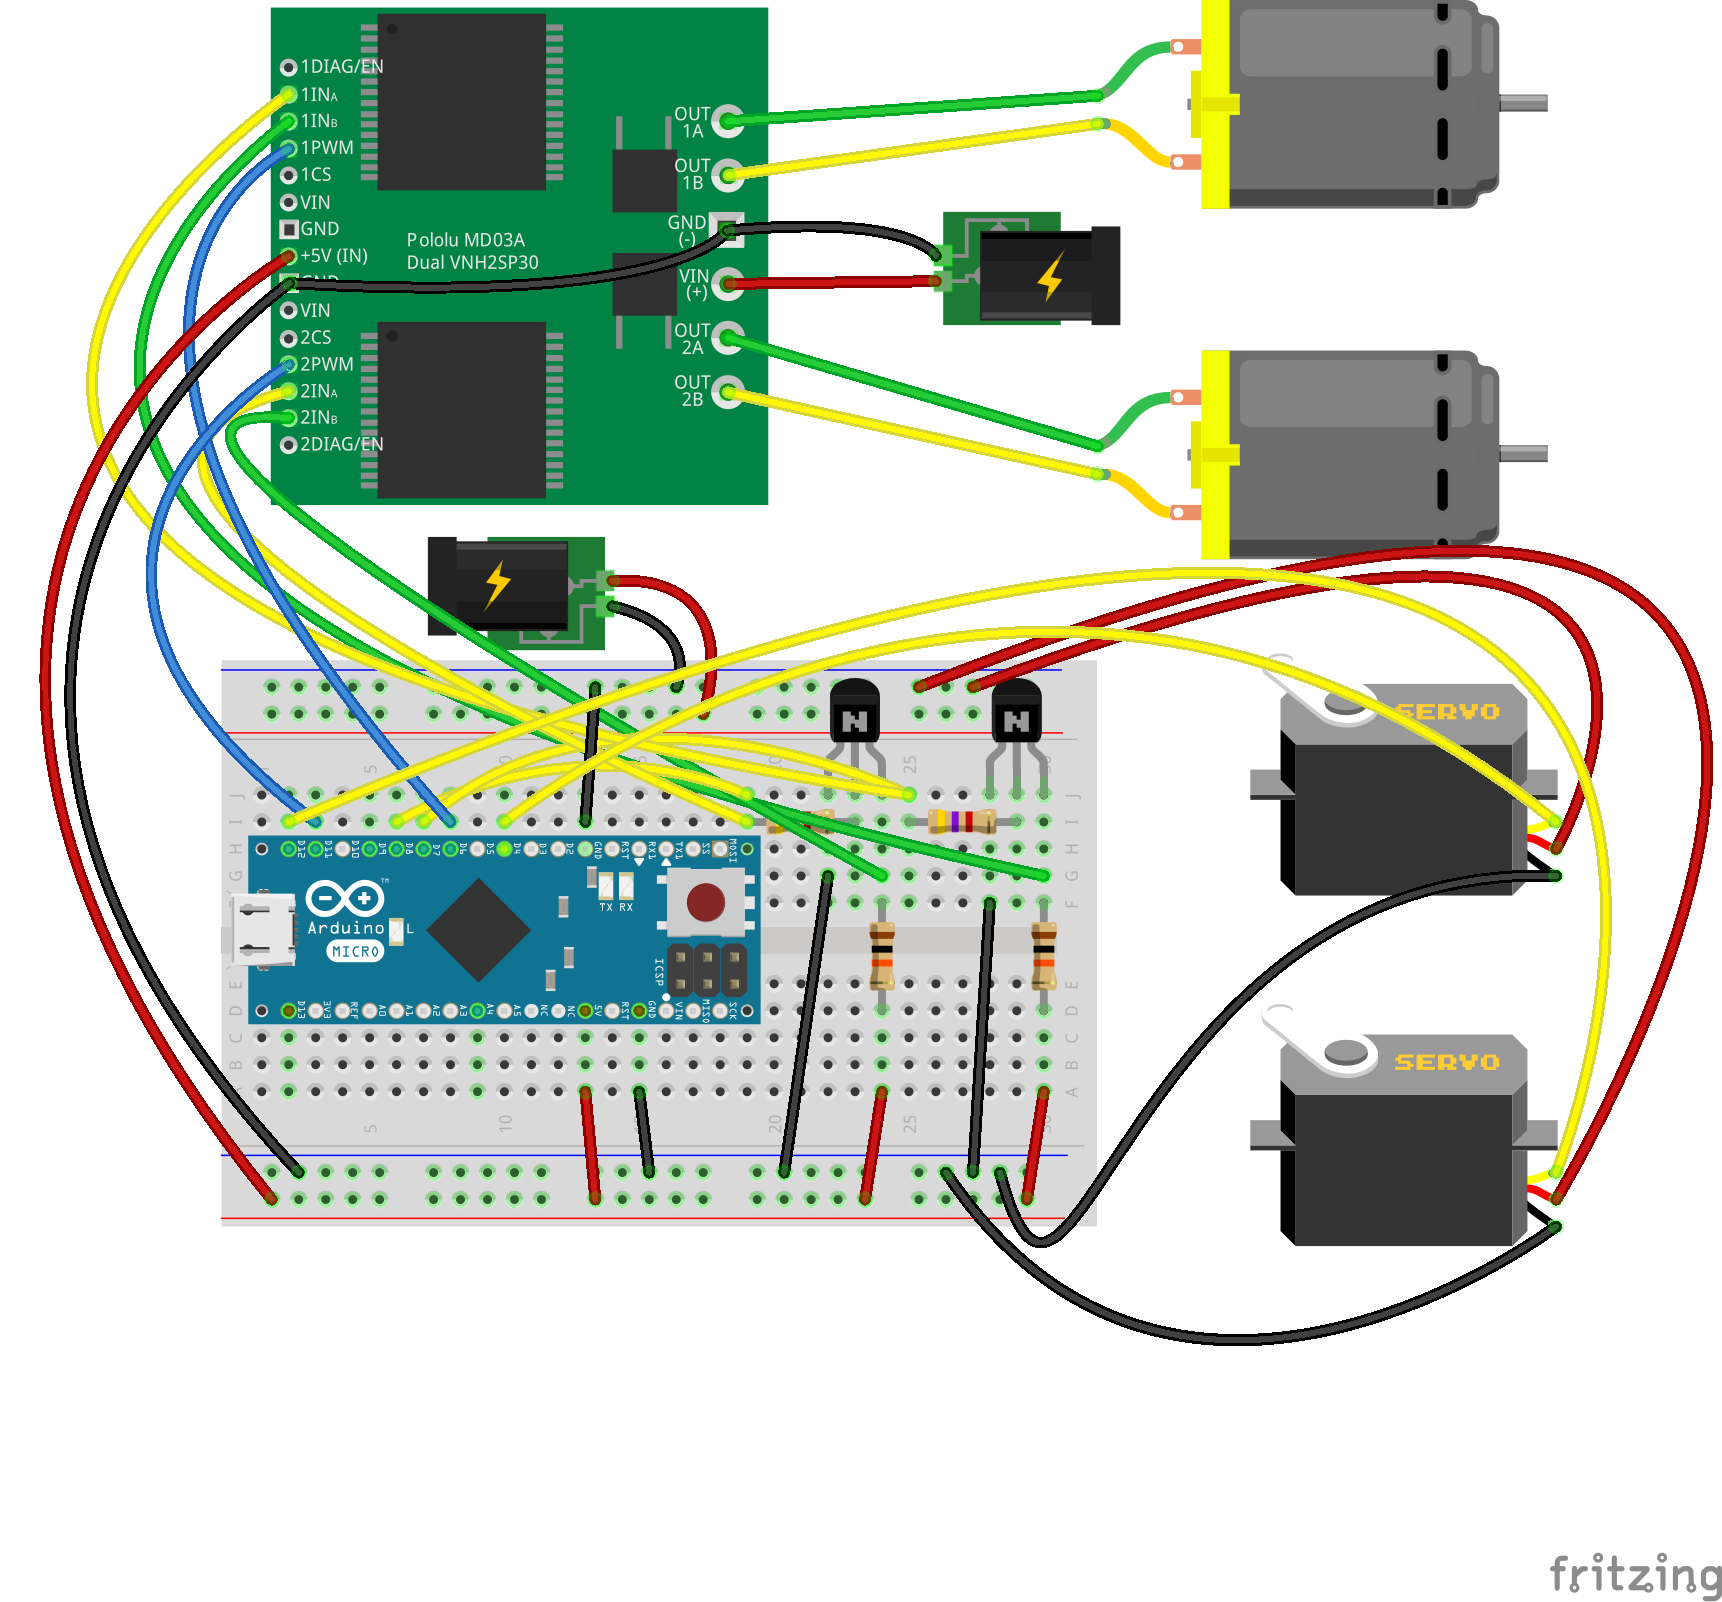 1DIAG/EN
1INA
1INB
1PWM
1CS
VIN
GND
+5V (IN)
VIN
2CS
2PWM
2INA
2INB
2DIAG/EN
Pololu MD03A
Dual VNH2SP30
OUT
1A
OUT
1B
GND
(-)
VIN
(+)
OUT
2A
OUT
2B
SERVO
SERVO
5
25
J
J
I
I
H
H
G
G
F
F
E
E
D
D
C
C
B
B
A
5
10
20
25
D12
D11
D10
D9
D8
D7
D6
D5
D4
D3
D2
GND
RST
RX1
TX1
SS
MOSI
TM
Arduino
MICRO
L
TX RX
N
N
ICSP
D13
3V3
REF
A0
A1
A2
A3
A4
A5
NC
NC
5V
RST
GND
VIN
MISO
SCK
fritzing